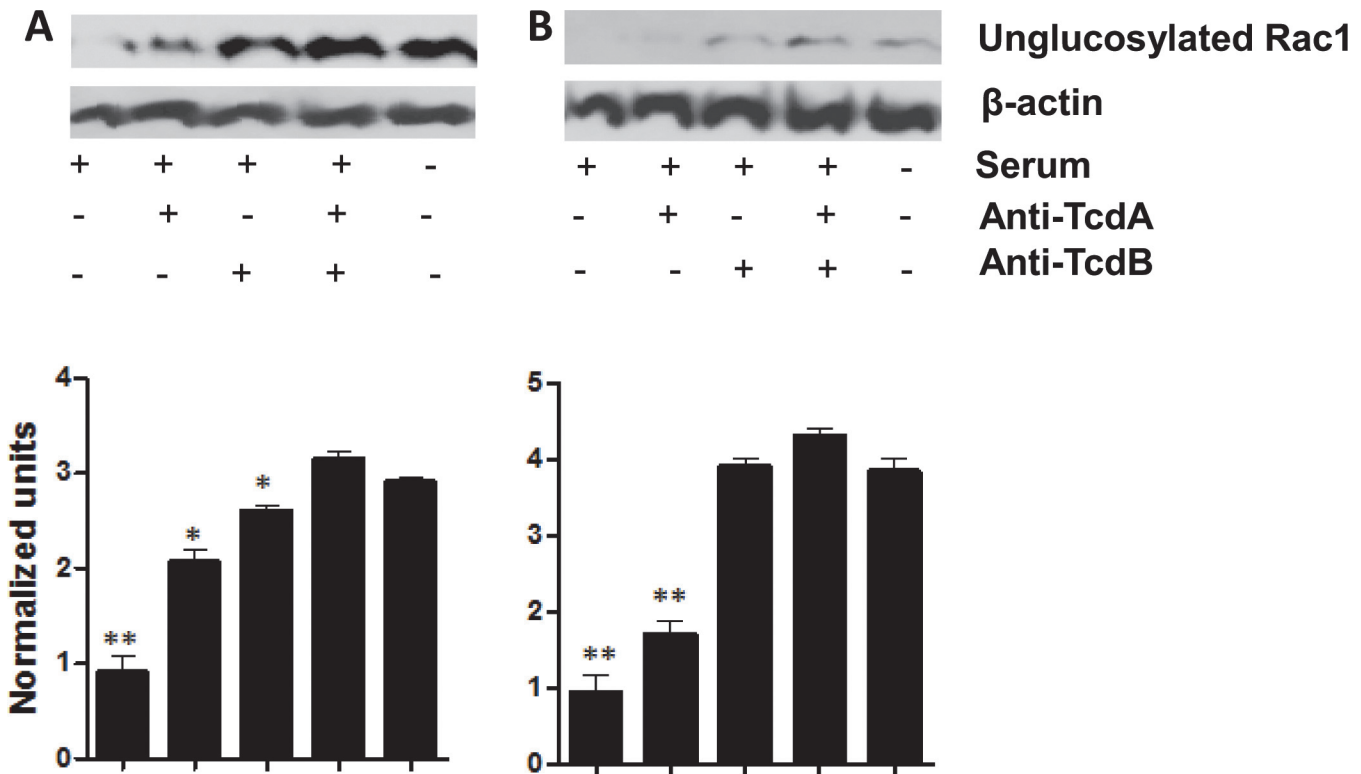 A B Unglucosylated Rac1
β-actin
+ + + + - + + + + - Serum
- + - + - - + - + - Anti-TcdA
- - + + - - - + + - Anti-TcdB
4 5
3 4
2 3
1 2
0 1
0
Normalized units
** * * **
**